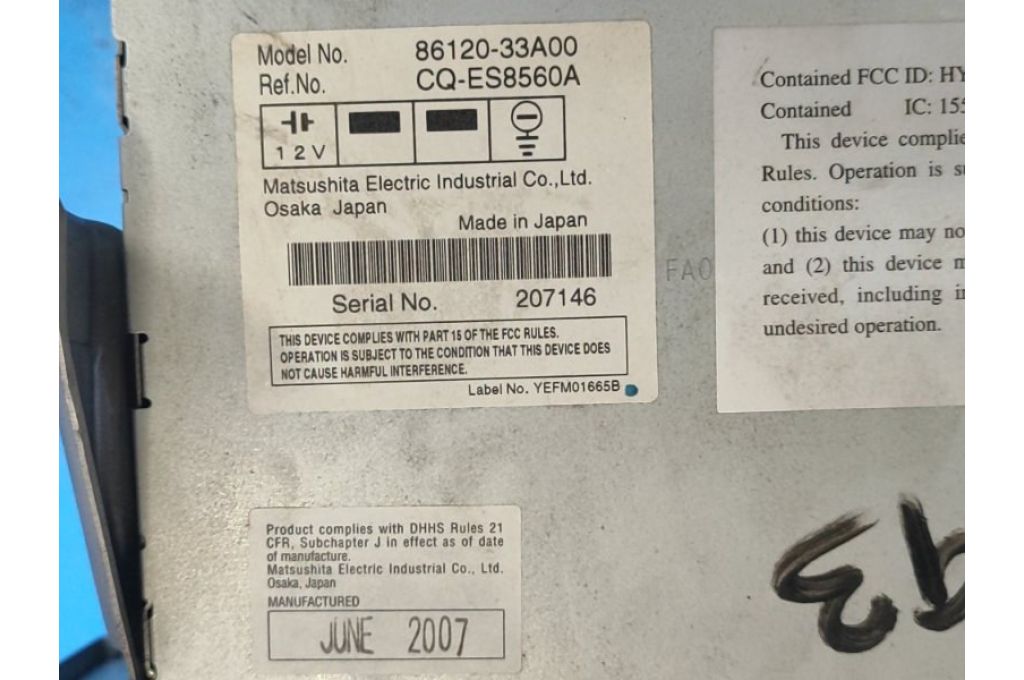 Model No. 86120-33A00
Ref.No. CQ-ES8560A
12V
Matsushita Electric Industrial Co.,Ltd.
Osaka Japan
Made in Japan
Serial No. 207146
THIS DEVICE COMPLIES WITH PART 15 OF THE FCC RULES.
OPERATION IS SUBJECT TO THE CONDITION THAT THIS DEVICE DOES
NOT CAUSE HARMFUL INTERFERENCE.
Label No. YEFM01665B
FA0
Contained FCC ID: HY
Contained IC: 155
This device complie
Rules. Operation is s
conditions:
(1) this device may no
and (2) this device m
received, including i
undesired operation.
Product complies with DHHS Rules 21
CFR, Subchapter J in effect as of date
of manufacture.
Matsushita Electric Industrial Co., Ltd.
Osaka, Japan
MANUFACTURED
JUNE 2007